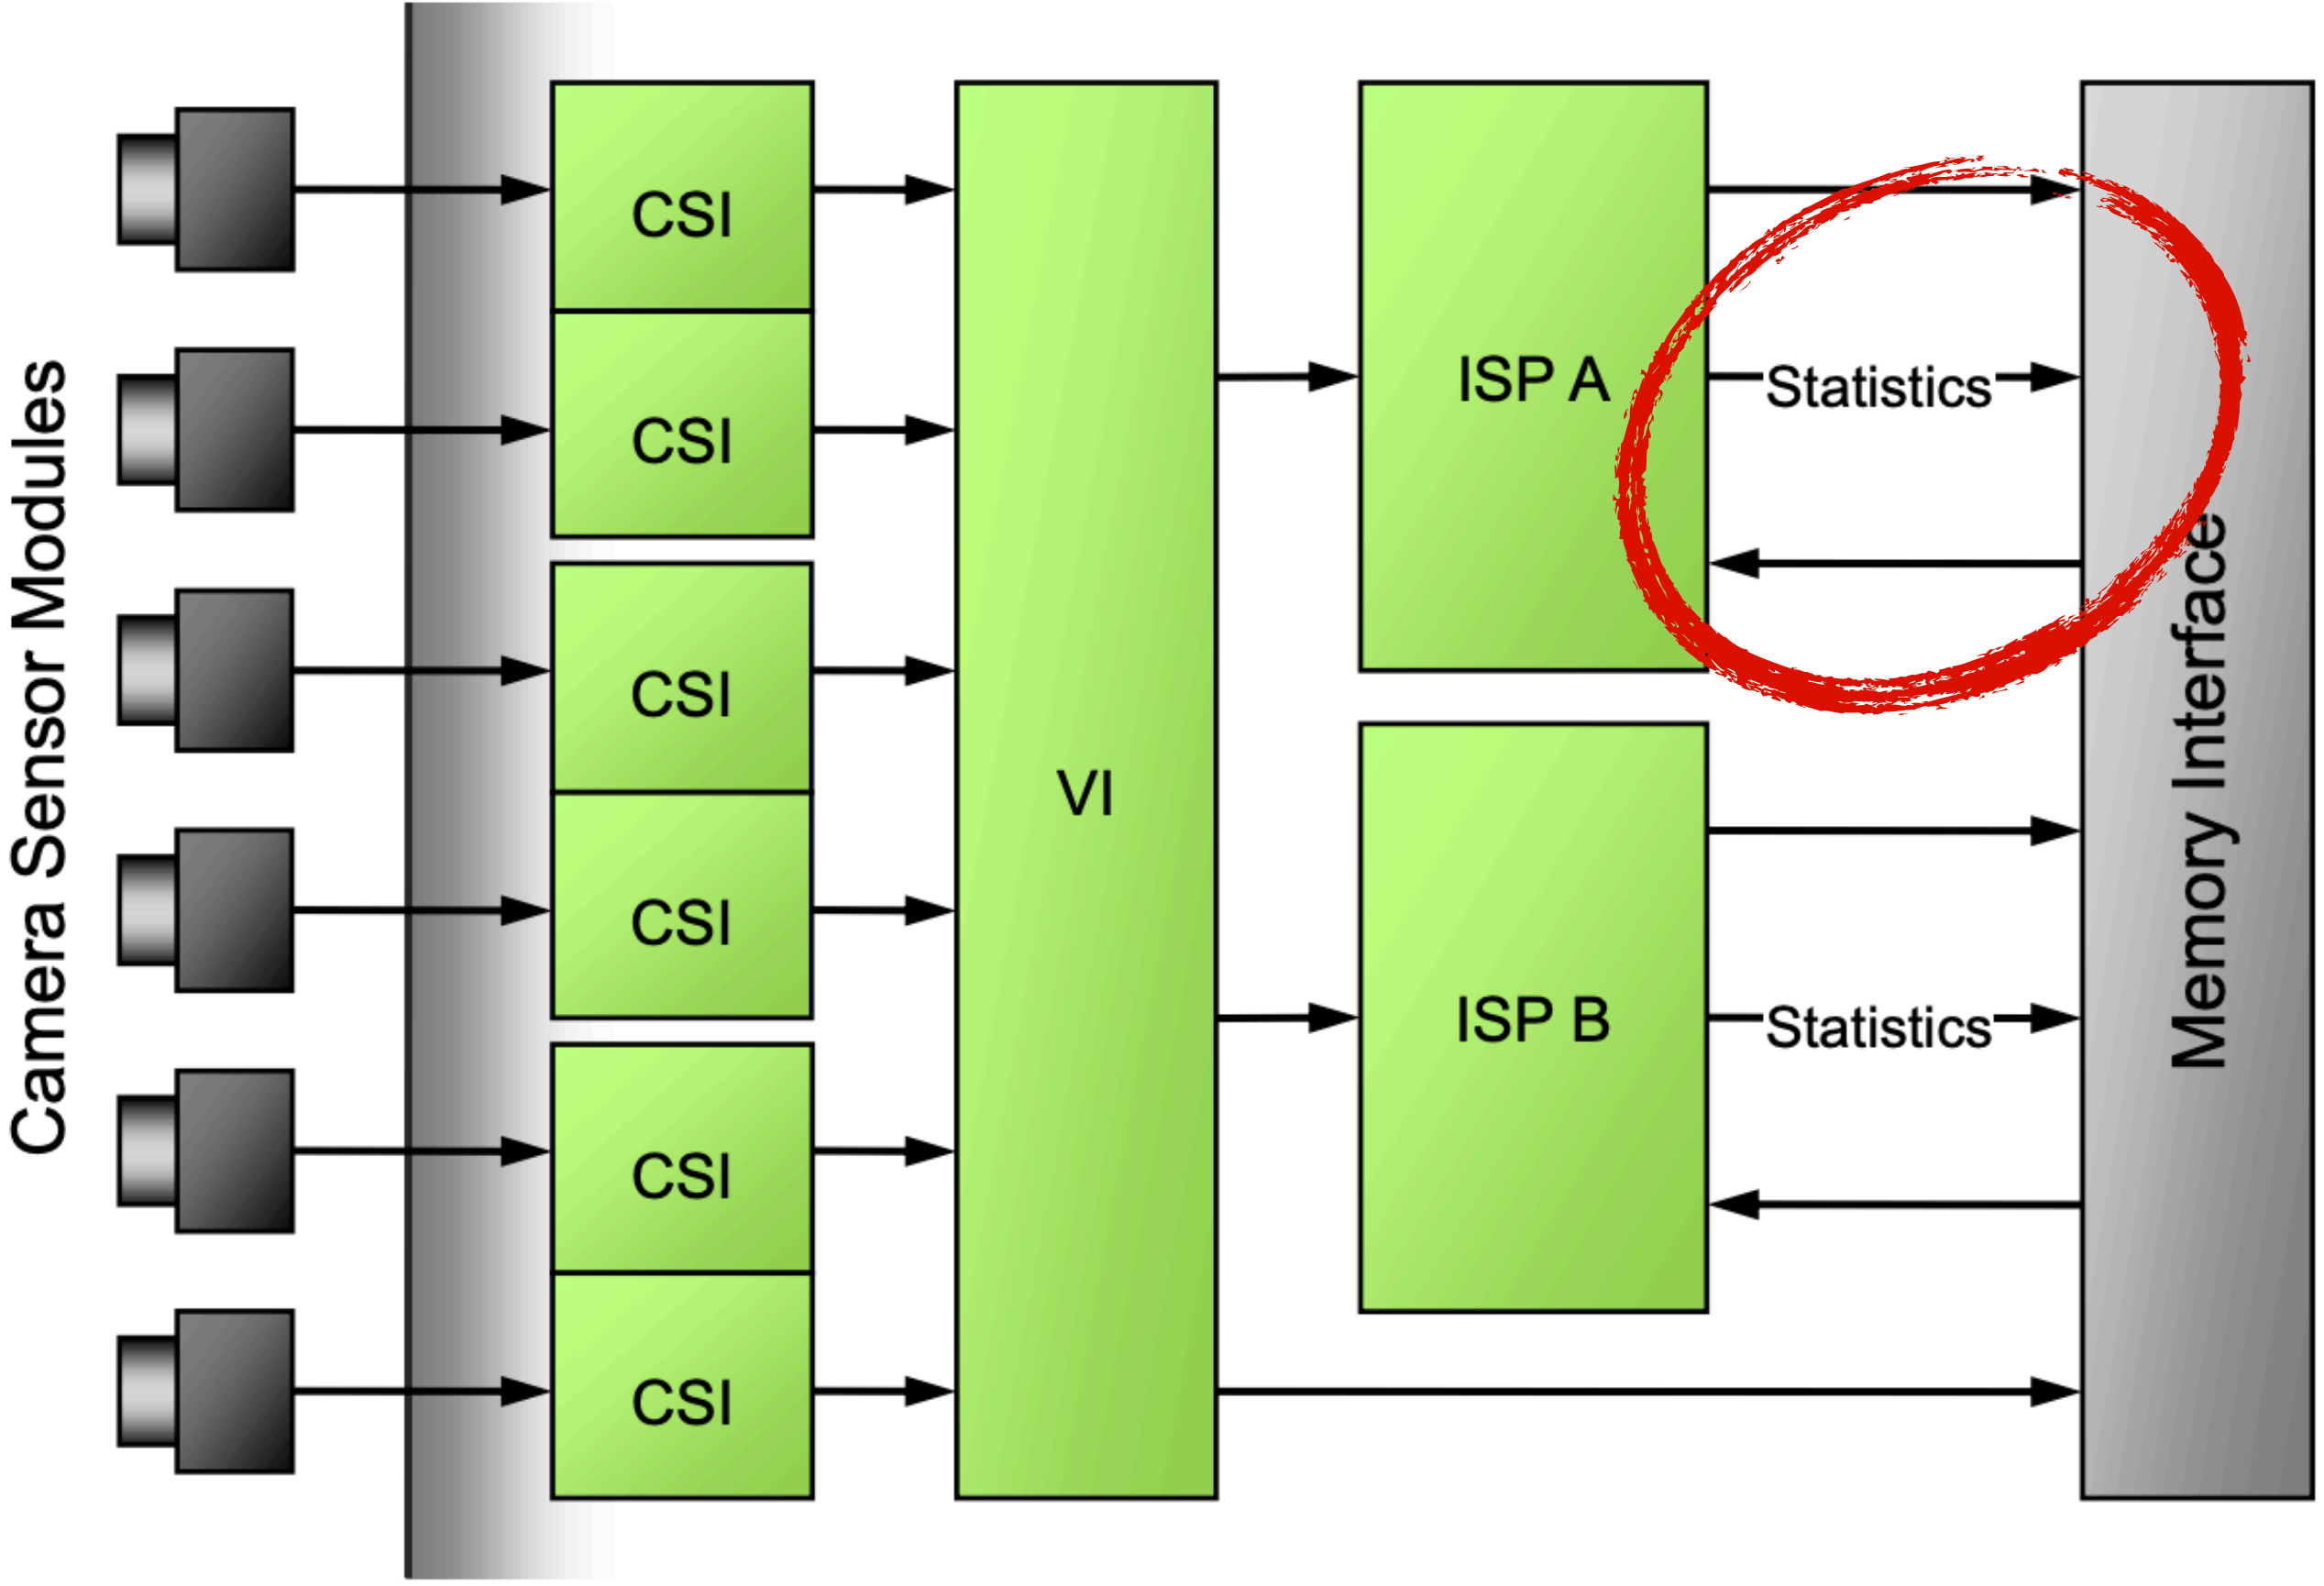 Camera Sensor Modules
CSI
CSI
CSI
CSI
CSI
CSI
VI
ISP A
Statistics
ISP B
Statistics
Memory Interface